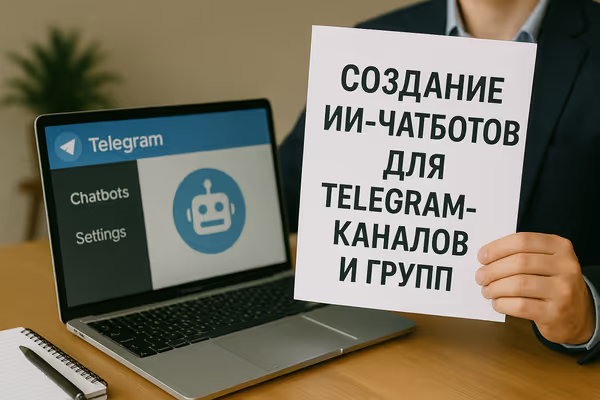 Telegram
Chatbots
Settings
СОЗДАНИЕ
ИИ-ЧАТБОТОВ
ДЛЯ
TELEGRAM-
КАНАЛОВ
И ГРУПП